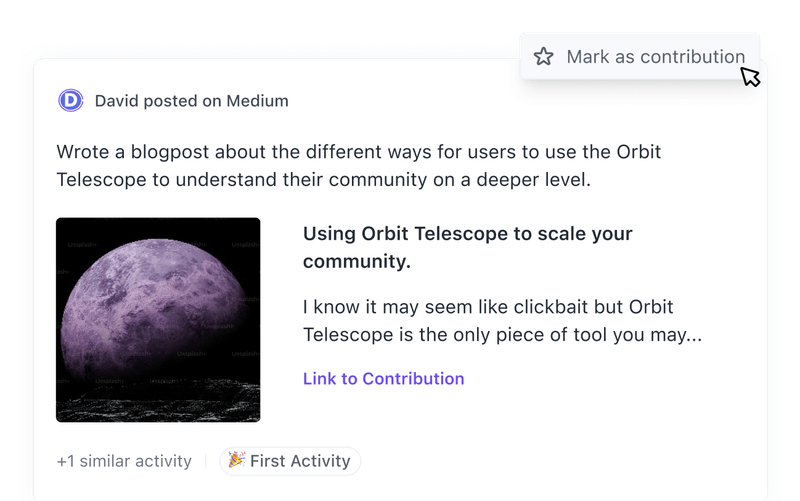 Mark as contribution
D David posted on Medium
Wrote a blogpost about the different ways for users to use the Orbit
Telescope to understand their community on a deeper level.
Using Orbit Telescope to scale your
community.
I know it may seem like clickbait but Orbit
Telescope is the only piece of tool you may...
Link to Contribution
+1 similar activity
🎉 First Activity